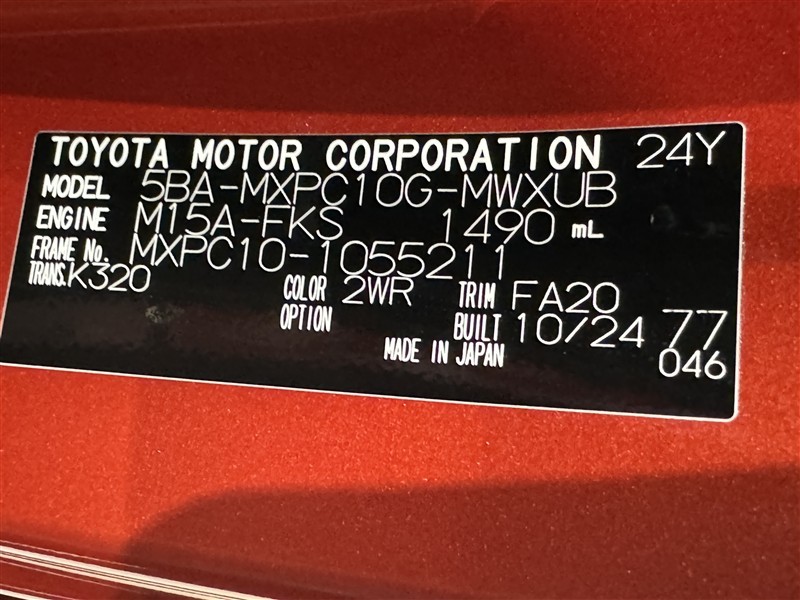 TOYOTA MOTOR CORPORATION 24Y
MODEL 5BA-MXPC10G-MWXUB
ENGINE M15A-FKS 1490 mL
FRAME No. MXPC10-1055211
TRANS. K320 COLOR 2WR TRIM FA20
OPTION BUILT 10/24 77
MADE IN JAPAN 046